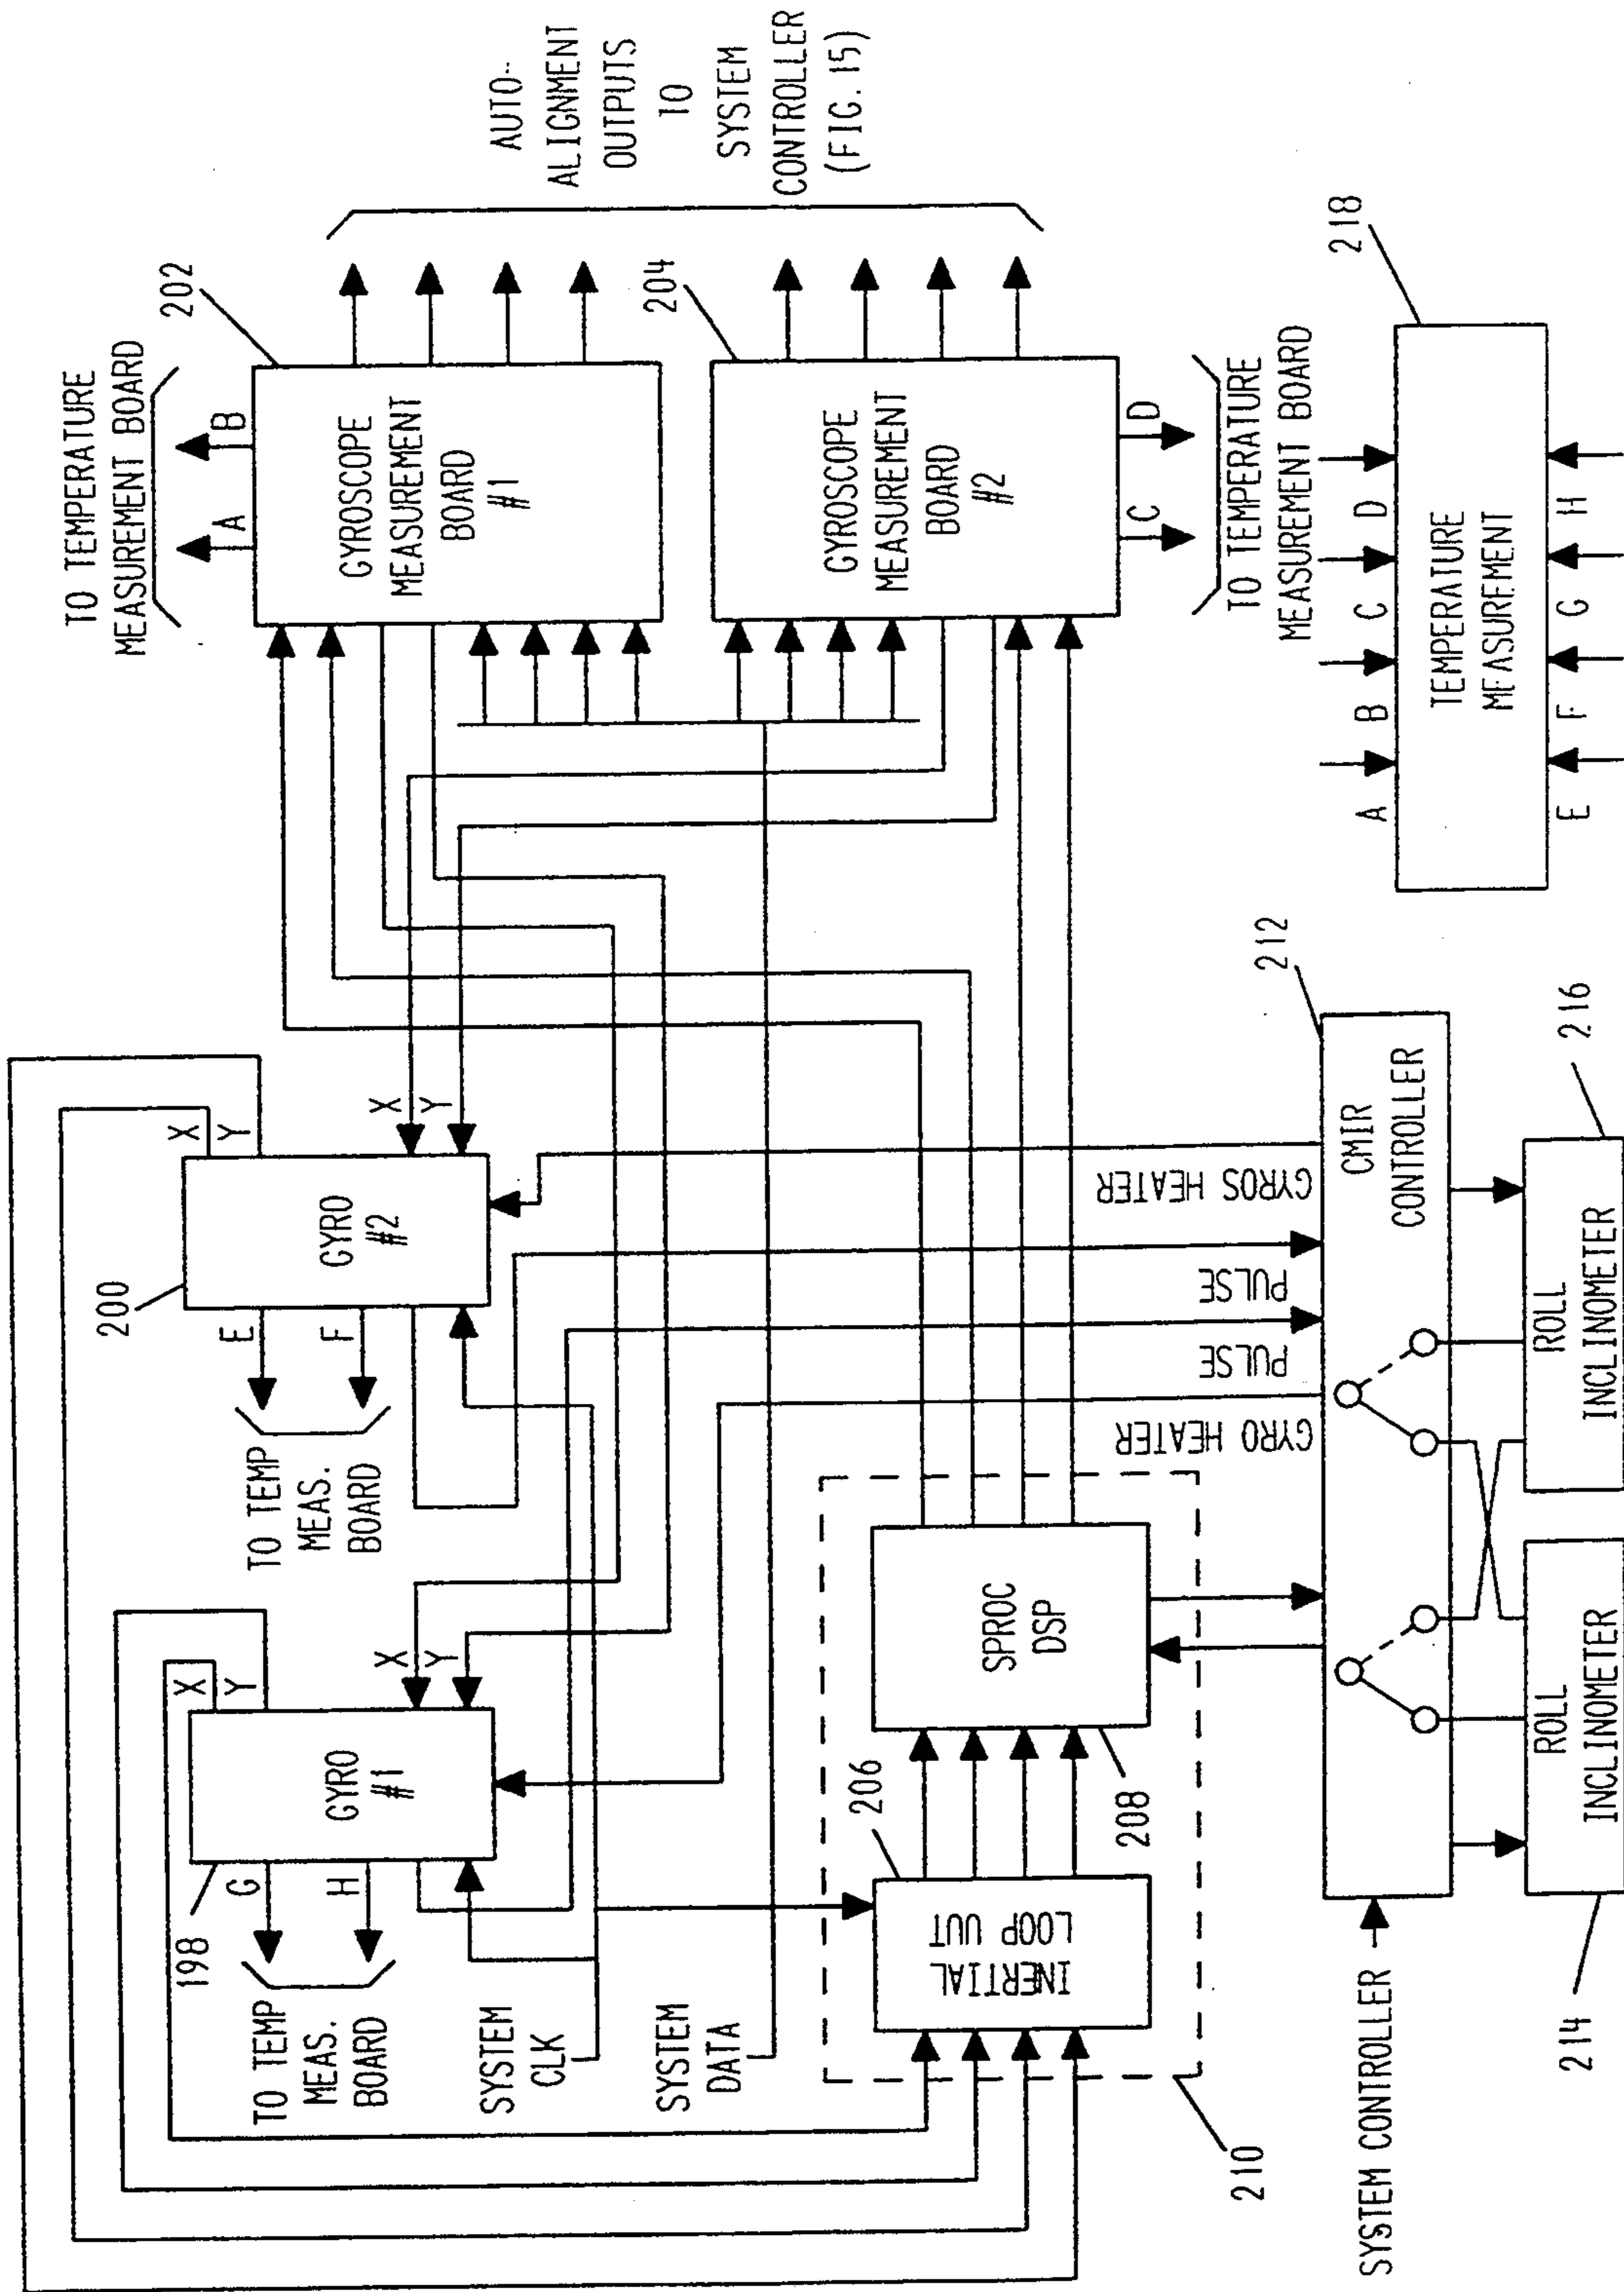 AUTO-
ALIGNMENT
OUTPUTS
TO
SYSTEM
CONTROLLER
(FIG. 15)
TO TEMPERATURE
MEASUREMENT BOARD
A
B
202
GYROSCOPE
MEASUREMENT
BOARD
#1
204
GYROSCOPE
MEASUREMENT
BOARD
#2
C
D
TO TEMPERATURE
MEASUREMENT BOARD
X
Y
200
GYRO
#2
X
Y
E
F
TO TEMP
MEAS.
BOARD
X
Y
198
GYRO
#1
X
Y
G
H
TO TEMP
MEAS.
BOARD
SYSTEM
CLK
SYSTEM
DATA
206
INERTIAL
LOOP UUT
SPROC
DSP
208
210
GYRO HEATER
PULSE
PULSE
GYROS HEATER
212
CMIR
CONTROLLER
SYSTEM CONTROLLER
ROLL
INCLINOMETER
214
ROLL
INCLINOMETER
216
218
A
B
C
D
TEMPERATURE
MEASUREMENT
E
F
G
H